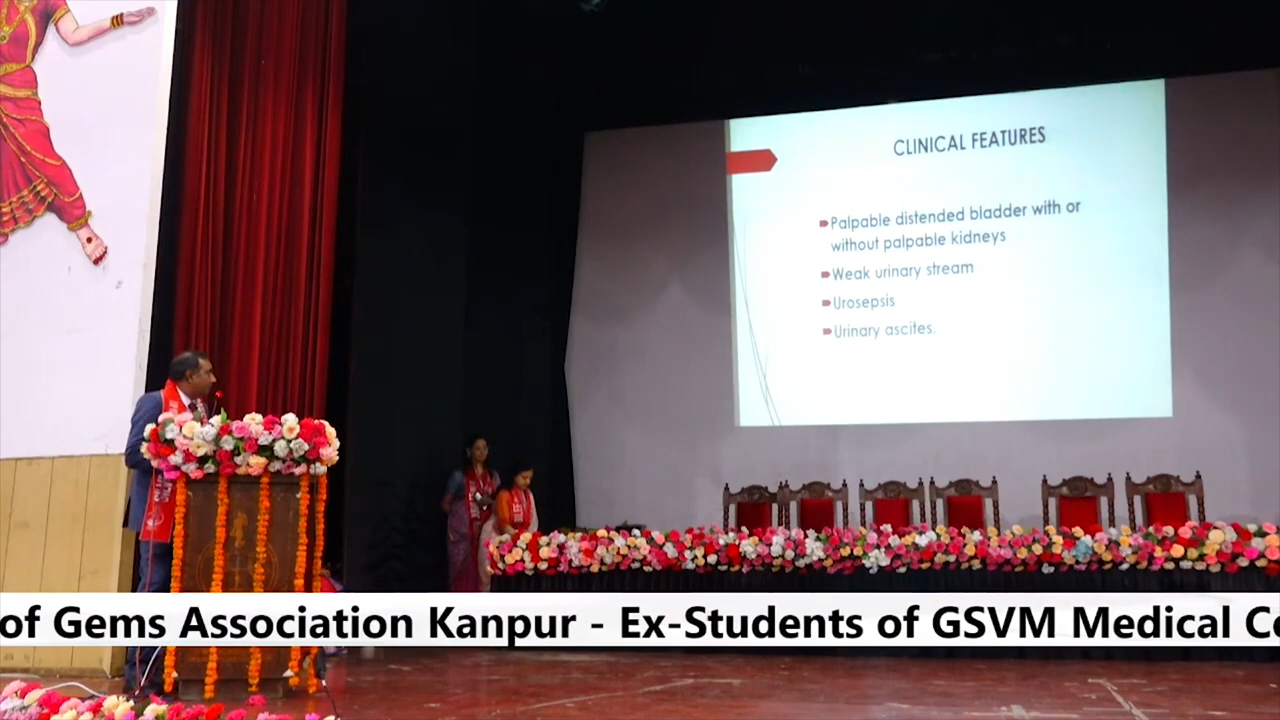 CLINICAL FEATURES
Palpable distended bladder with or
without palpable kidneys
Weak urinary stream
Urosepsis
Urinary ascites.
of Gems Association Kanpur - Ex-Students of GSVM Medical